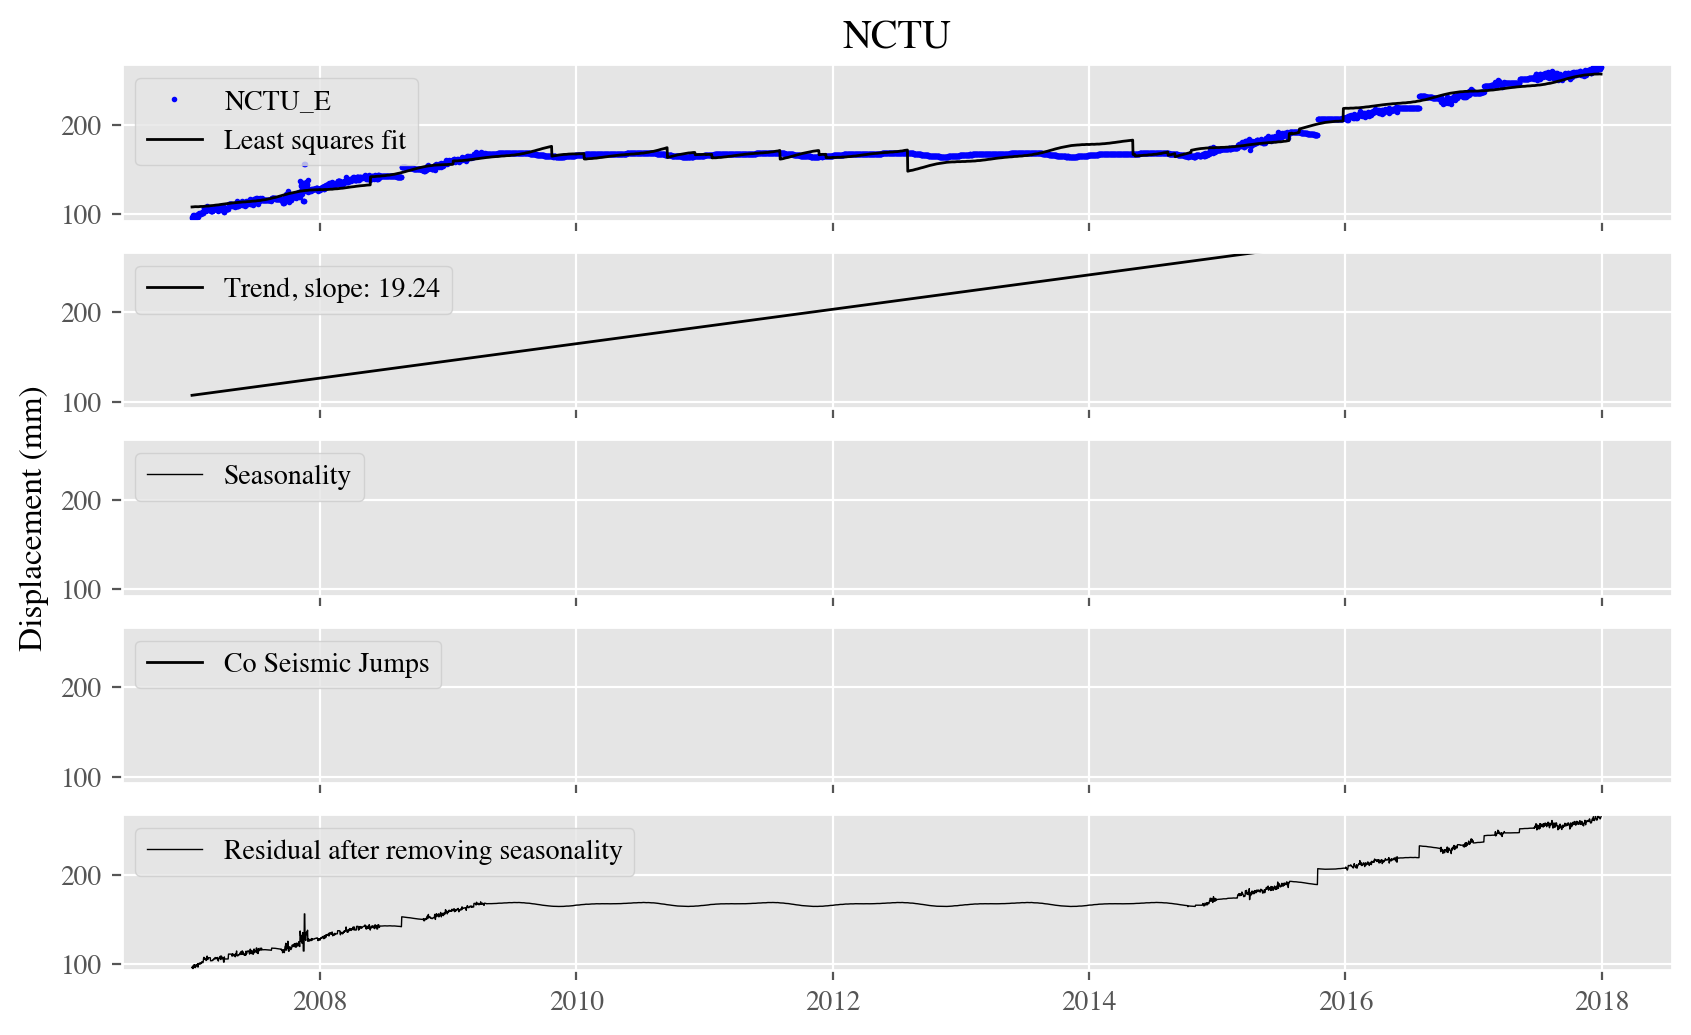 NCTU
NCTU_E
Least squares fit
200
100
Trend, slope: 19.24
200
100
Displacement (mm)
Seasonality
200
100
Co Seismic Jumps
200
100
Residual after removing seasonality
200
100
2008 2010 2012 2014 2016 2018